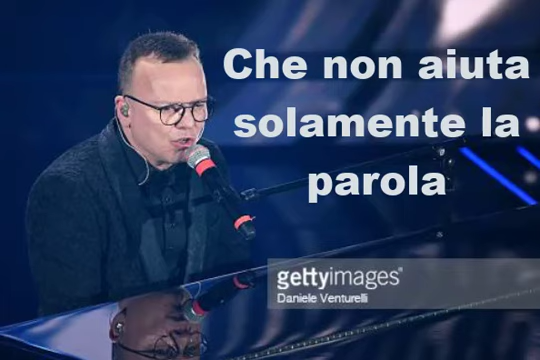 Che non aiuta
solamente la
parola
gettyimages
Daniele Venturelli